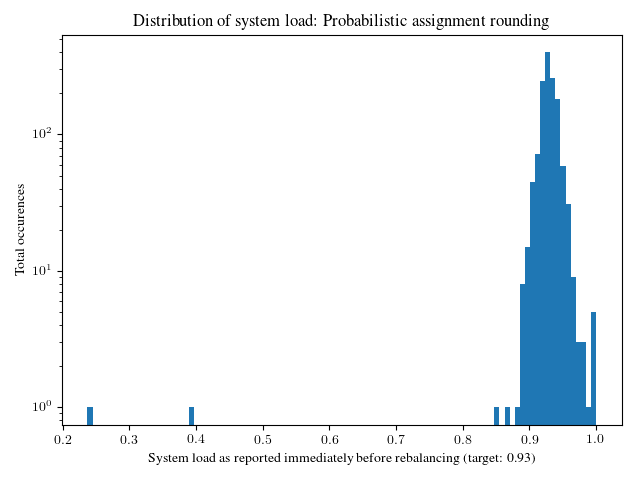 Distribution of system load: Probabilistic assignment rounding
Total occurences
10²
10¹
10⁰
0.2 0.3 0.4 0.5 0.6 0.7 0.8 0.9 1.0
System load as reported immediately before rebalancing (target: 0.93)